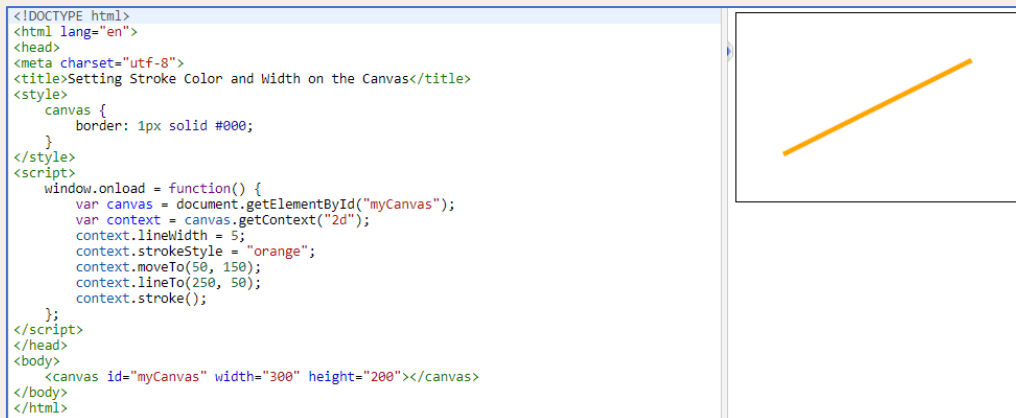 <!DOCTYPE html>
<html lang="en">
<head>
<meta charset="utf-8">
<title>Setting Stroke Color and Width on the Canvas</title>
<style>
    canvas {
        border: 1px solid #000;
    }
</style>
<script>
    window.onload = function() {
        var canvas = document.getElementById("myCanvas");
        var context = canvas.getContext("2d");
        context.lineWidth = 5;
        context.strokeStyle = "orange";
        context.moveTo(50, 150);
        context.lineTo(250, 50);
        context.stroke();
    };
</script>
</head>
<body>
    <canvas id="myCanvas" width="300" height="200"></canvas>
</body>
</html>